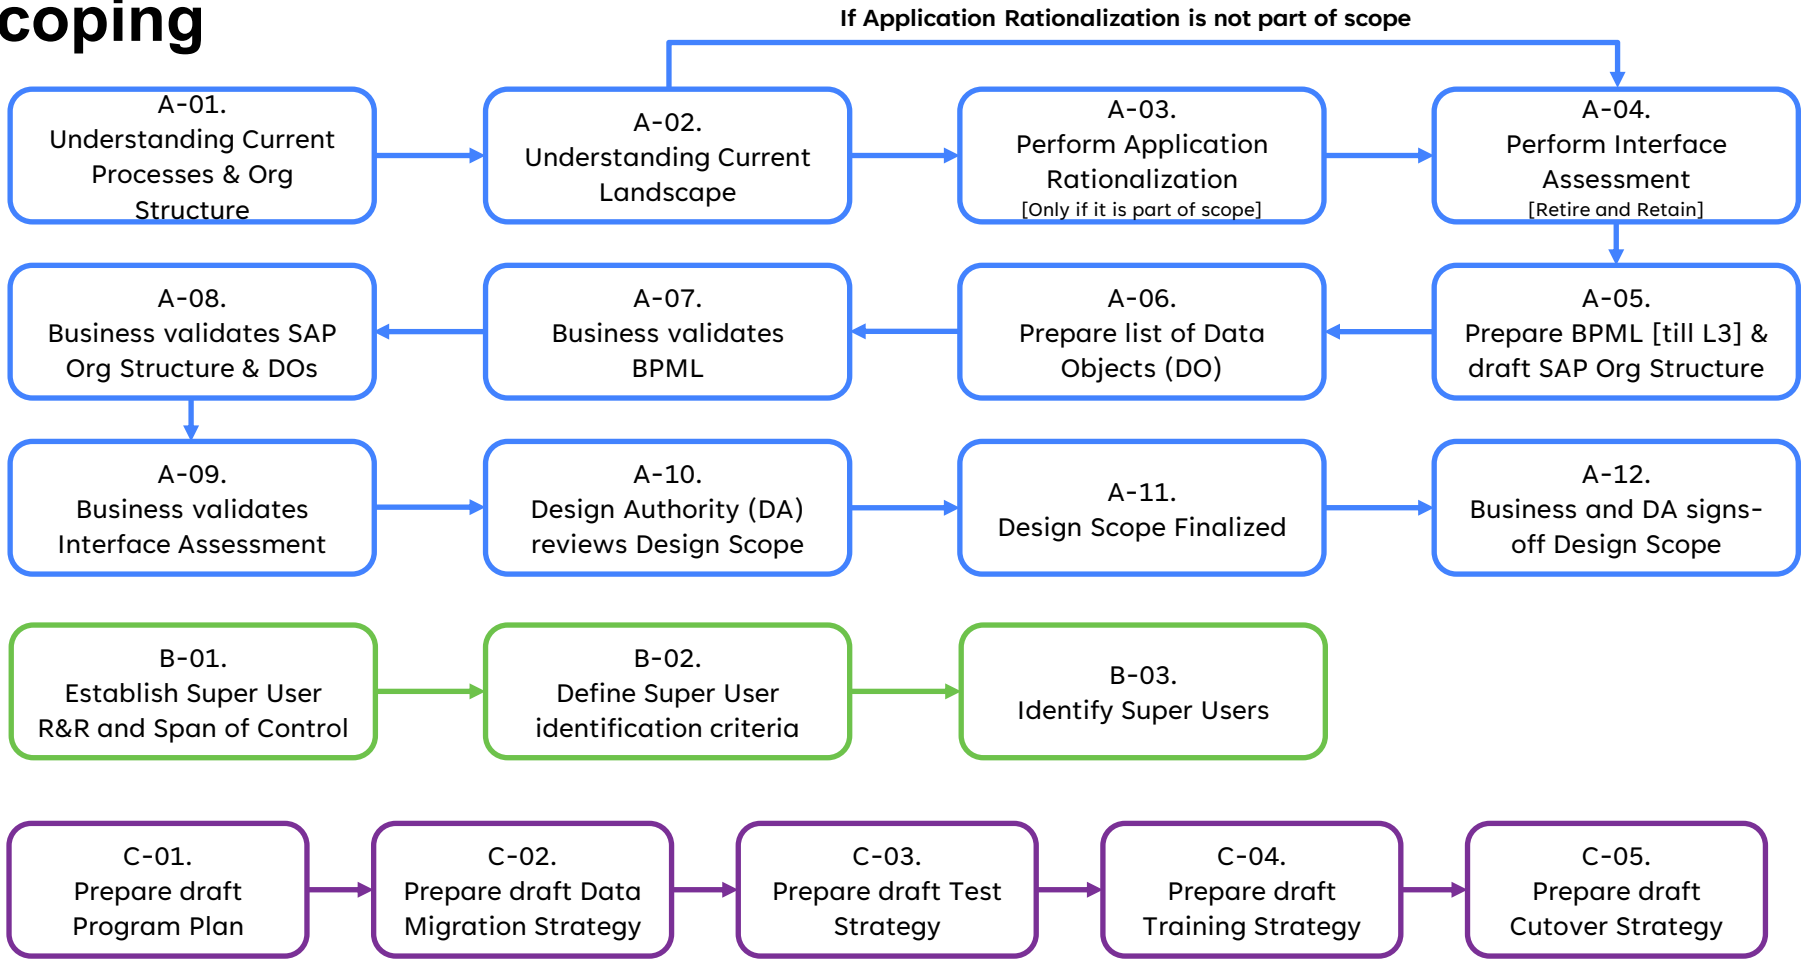 coping
If Application Rationalization is not part of scope
A-01.
Understanding Current
Processes & Org
Structure
A-02.
Understanding Current
Landscape
A-03.
Perform Application
Rationalization
[Only if it is part of scope]
A-04.
Perform Interface
Assessment
[Retire and Retain]
A-08.
Business validates SAP
Org Structure & DOs
A-07.
Business validates
BPML
A-06.
Prepare list of Data
Objects (DO)
A-05.
Prepare BPML [till L3] &
draft SAP Org Structure
A-09.
Business validates
Interface Assessment
A-10.
Design Authority (DA)
reviews Design Scope
A-11.
Design Scope Finalized
A-12.
Business and DA signs-
off Design Scope
B-01.
Establish Super User
R&R and Span of Control
B-02.
Define Super User
identification criteria
B-03.
Identify Super Users
C-01.
Prepare draft
Program Plan
C-02.
Prepare draft Data
Migration Strategy
C-03.
Prepare draft Test
Strategy
C-04.
Prepare draft
Training Strategy
C-05.
Prepare draft
Cutover Strategy